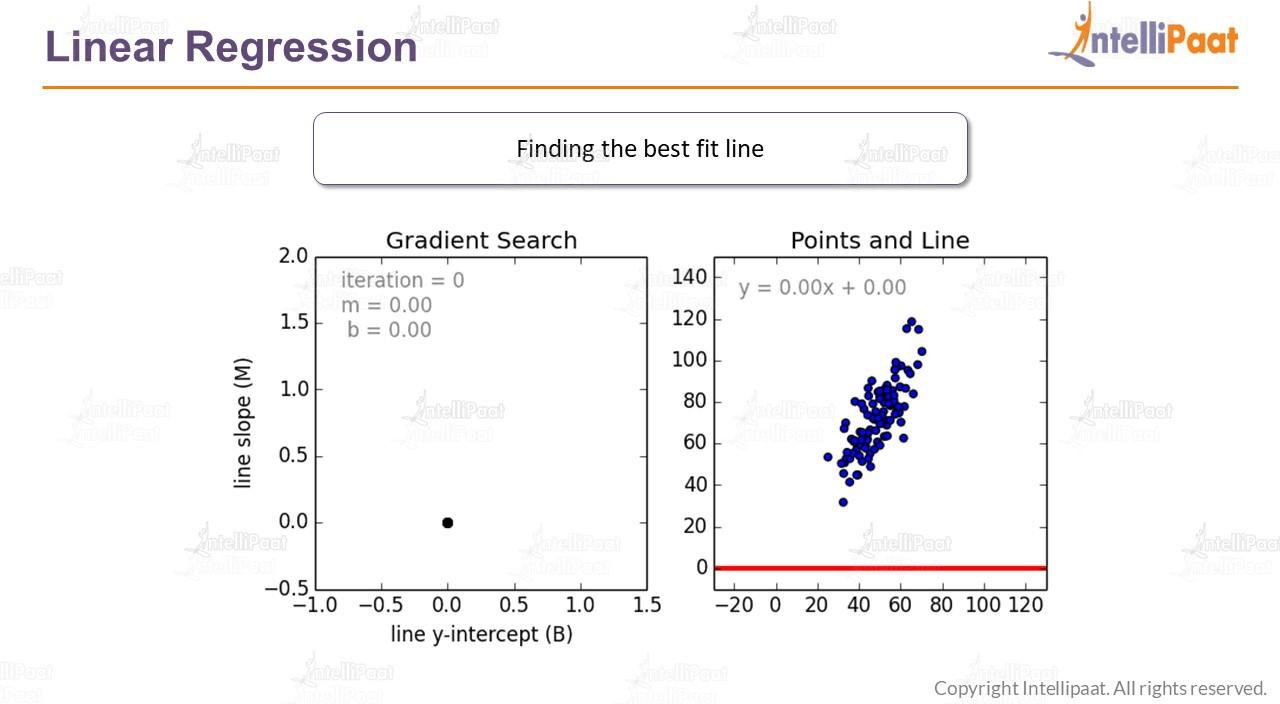 Linear Regression
IntelliPaat
Finding the best fit line
Gradient Search
2.0
1.5
1.0
0.5
0.0
−0.5
iteration = 0
m = 0.00
b = 0.00
line slope (M)
−1.0 −0.5 0.0 0.5 1.0 1.5
line y-intercept (B)
Points and Line
140
120
100
80
60
40
20
0
y = 0.00x + 0.00
−20 0 20 40 60 80 100 120
Copyright Intellipaat. All rights reserved.